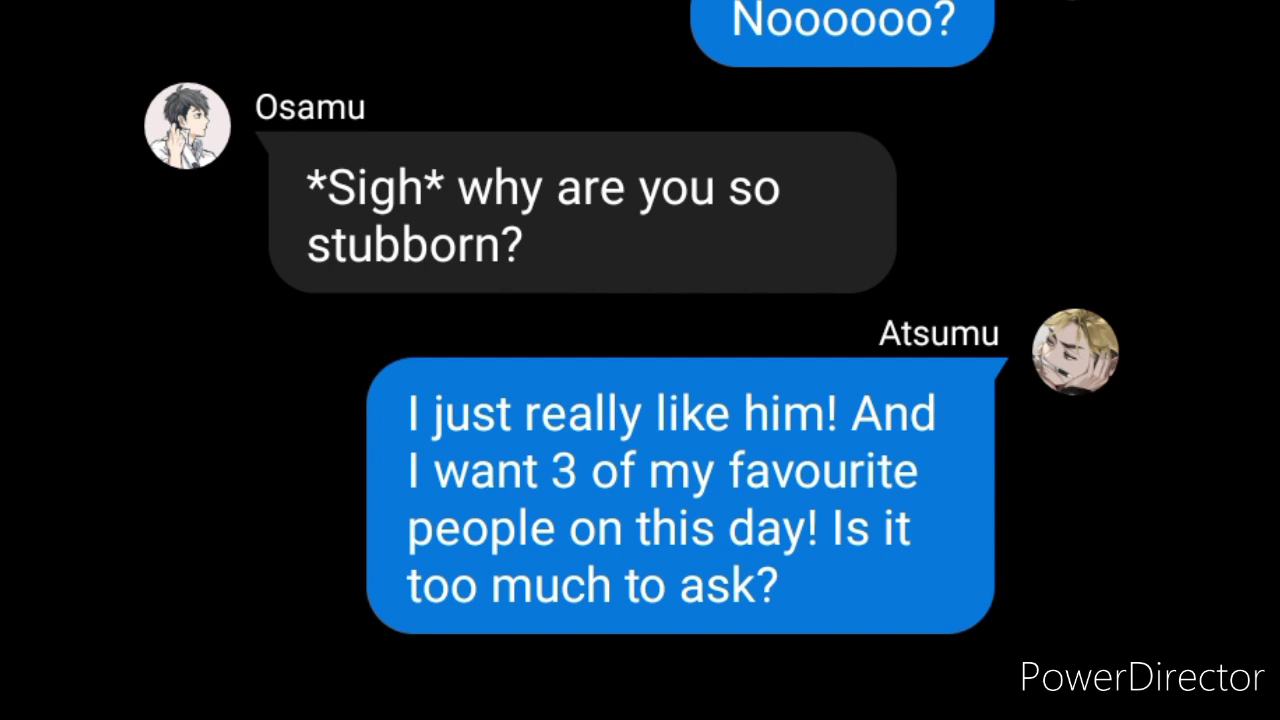 Noooooo?
Osamu
*Sigh* why are you so
stubborn?
Atsumu
I just really like him! And
I want 3 of my favourite
people on this day! Is it
too much to ask?
PowerDirector